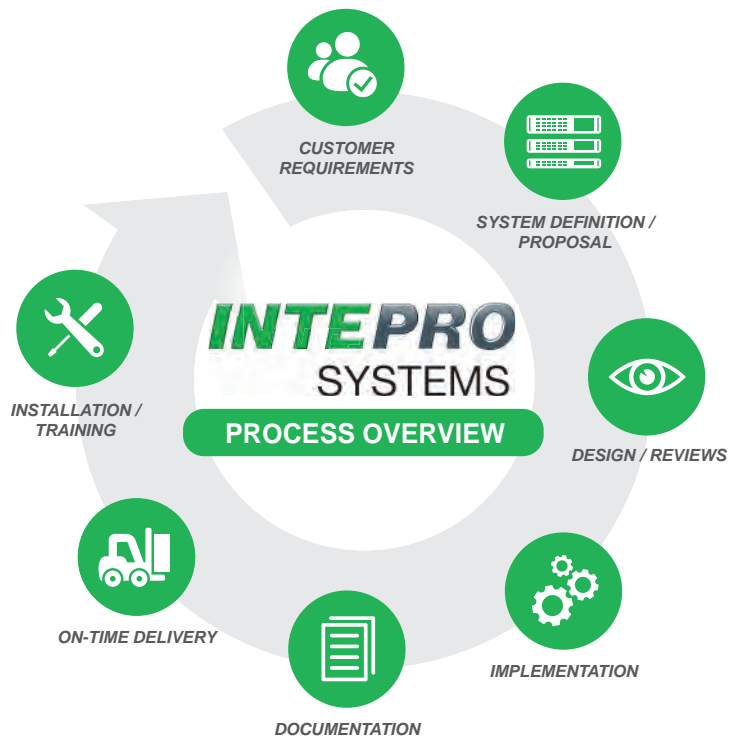 CUSTOMER
REQUIREMENTS
SYSTEM DEFINITION /
PROPOSAL
DESIGN / REVIEWS
IMPLEMENTATION
DOCUMENTATION
ON-TIME DELIVERY
INSTALLATION /
TRAINING
INTEPRO
SYSTEMS
PROCESS OVERVIEW